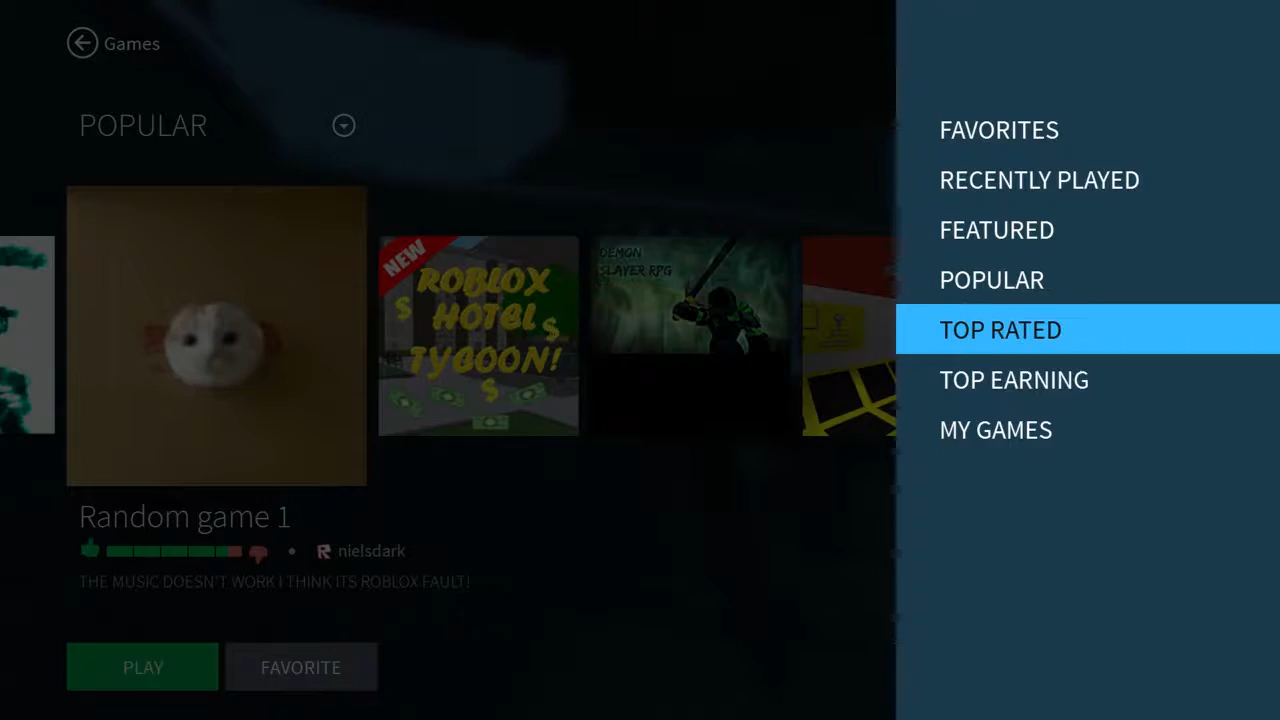 Games
POPULAR
NEW
ROBLOX
HOTEL
TYCOON!
DEMON
SLAYER RPG
Random game 1
nielsdark
THE MUSIC DOESN'T WORK I THINK ITS ROBLOX FAULT!
PLAY
FAVORITE
FAVORITES
RECENTLY PLAYED
FEATURED
POPULAR
TOP RATED
TOP EARNING
MY GAMES